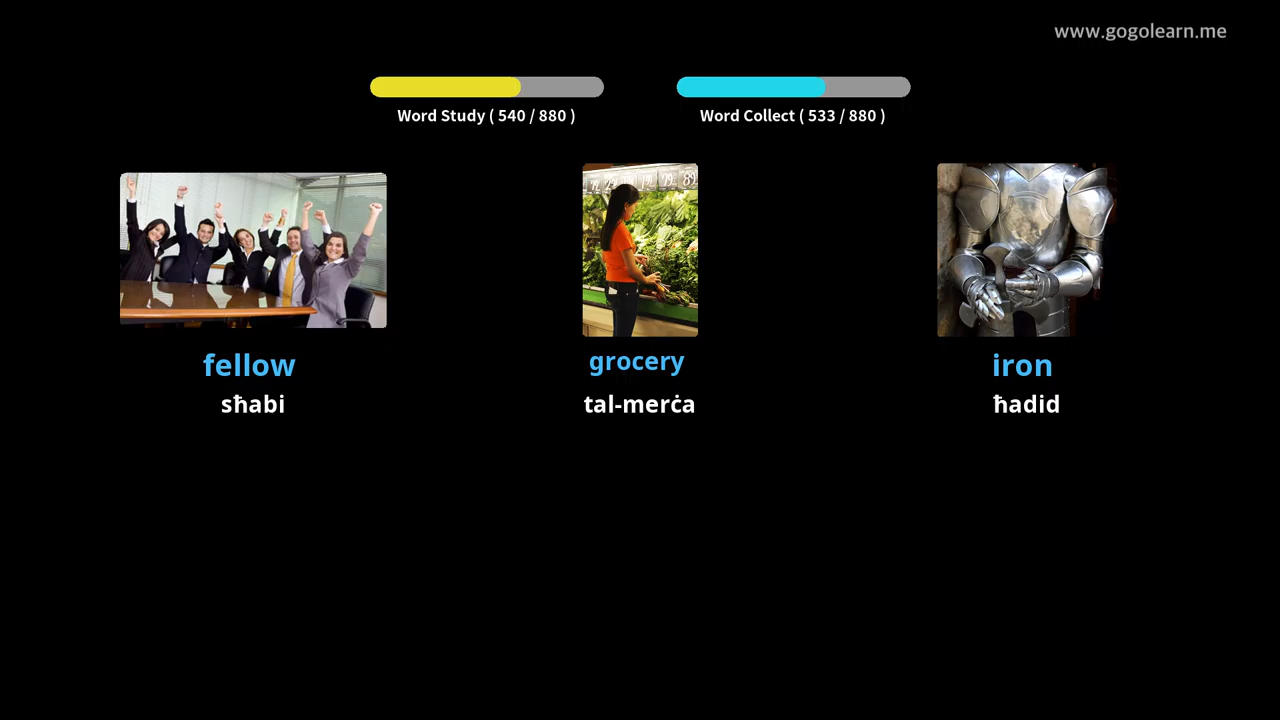 www.gogolearn.me
Word Study ( 540 / 880 )
Word Collect ( 533 / 880 )
fellow
grocery
iron
sħabi
tal-merċa
ħadid